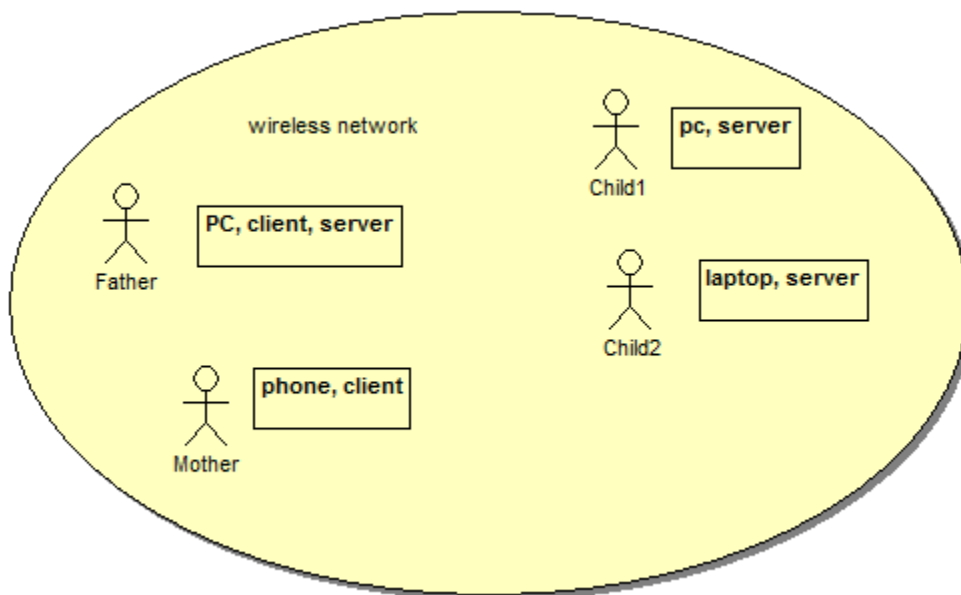 wireless network
pc, server
Child1
PC, client, server
Father
laptop, server
Child2
phone, client
Mother